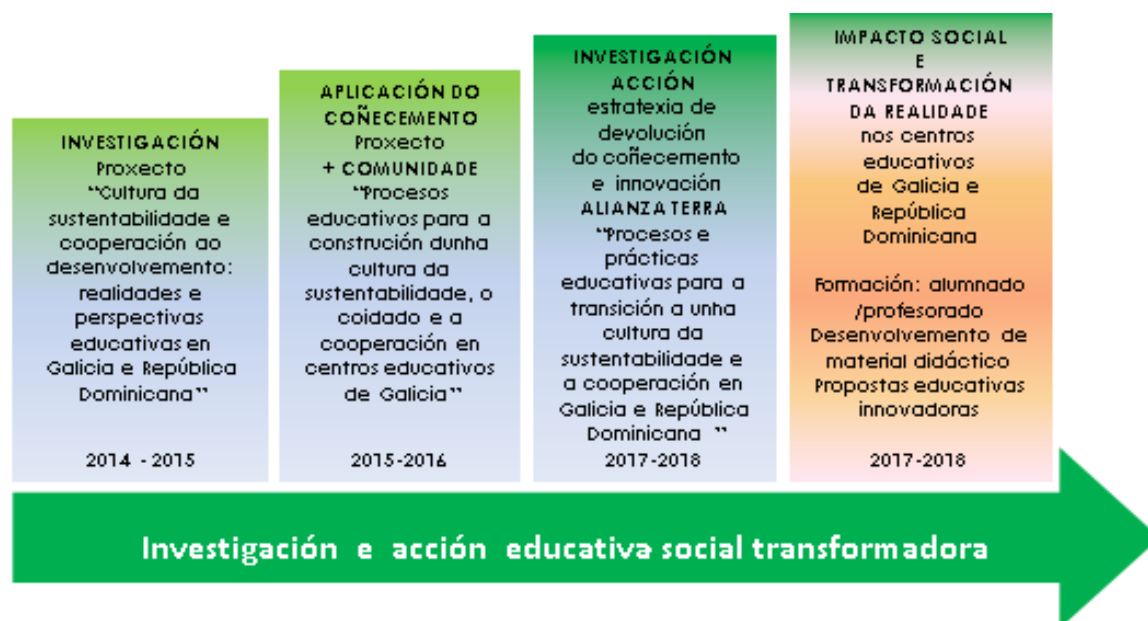 INVESTIGACIÓN
Proxecto
“Cultura da
sustentabilidade e
cooperación ao
desenvolvemento:
realidades e
perspectivas
educativas en
Galicia e República
Dominicana”
2014 - 2015
APLICACIÓN DO
COÑECEMENTO
Proxecto
+ COMUNIDADE
“Procesos
educativos para a
construción dunha
cultura da
sustentabilidade, o
coidado e a
cooperación en
centros educativos
de Galicia”
2015-2016
INVESTIGACIÓN
ACCIÓN
estratexia de
devolución
do coñecemento
e innovación
ALIANZA TERRA
“Procesos e
prácticas
educativas para a
transición a unha
cultura da
sustentabilidade e
a cooperación en
Galicia e República
Dominicana ”
2017-2018
IMPACTO SOCIAL
E
TRANSFORMACIÓN
DA REALIDADE
nos centros
educativos
de Galicia e
República
Dominicana
Formación: alumnado
/profesorado
Desenvolvemento de
material didáctico
Propostas educativas
innovadoras
2017-2018
Investigación e acción educativa social transformadora